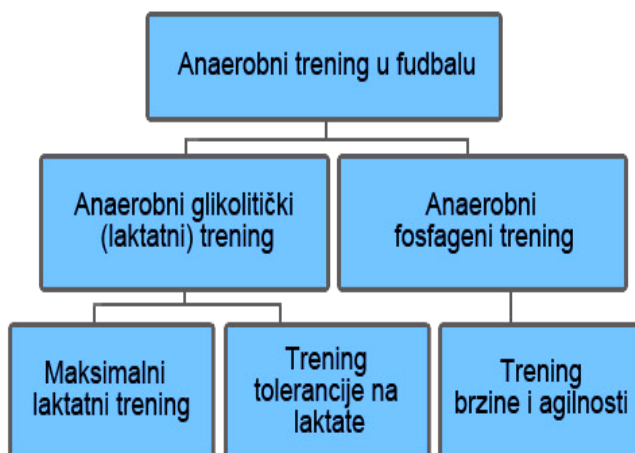 Anaerobni trening u fudbalu
Anaerobni glikolitički
(laktatni) trening
Anaerobni
fosfageni trening
Maksimalni
laktatni trening
Trening
tolerancije na
laktate
Trening
brzine i agilnosti